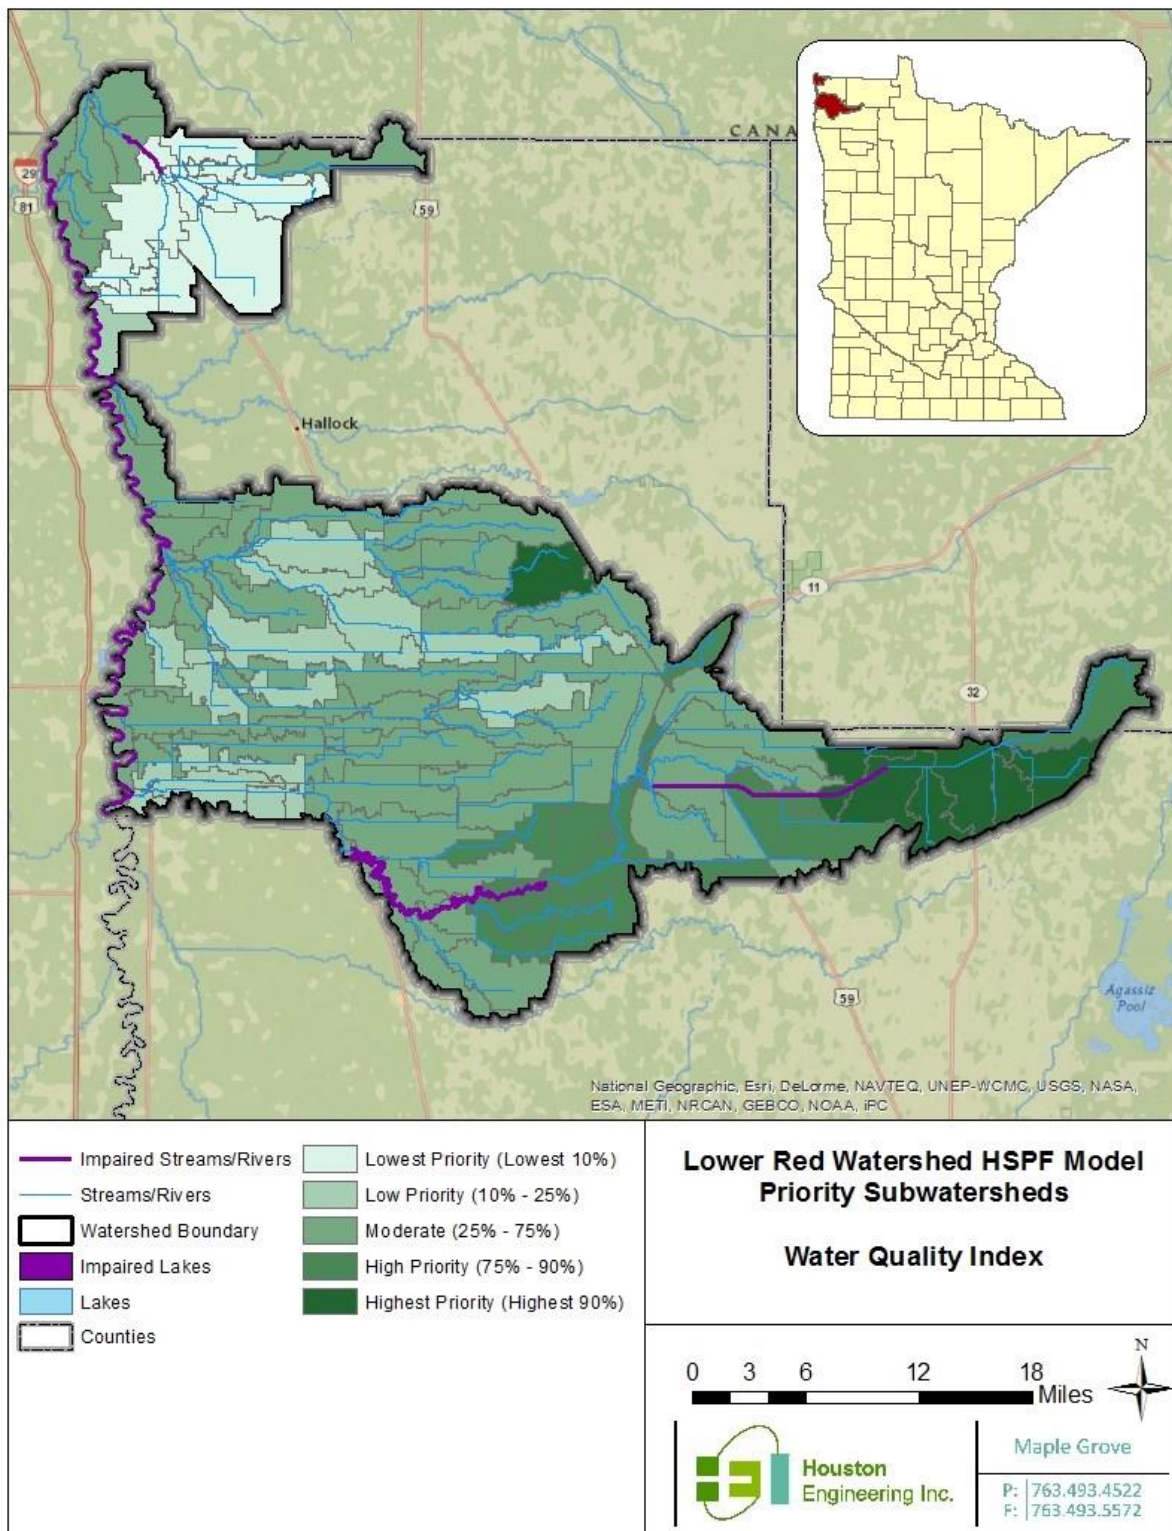 CANA
29
81
59
Hallock
11
32
59
Agassiz
Pool
National Geographic, Esri, DeLorme, NAVTEQ, UNEP-WCMC, USGS, NASA,
ESA, METI, NRCAN, GEBCO, NOAA, iPC
Impaired Streams/Rivers
Streams/Rivers
Watershed Boundary
Impaired Lakes
Lakes
Counties
Lowest Priority (Lowest 10%)
Low Priority (10% - 25%)
Moderate (25% - 75%)
High Priority (75% - 90%)
Highest Priority (Highest 90%)
Lower Red Watershed HSPF Model
Priority Subwatersheds
Water Quality Index
0 3 6 12 18
Miles
N
Houston
Engineering Inc.
Maple Grove
P: 763.493.4522
F: 763.493.5572